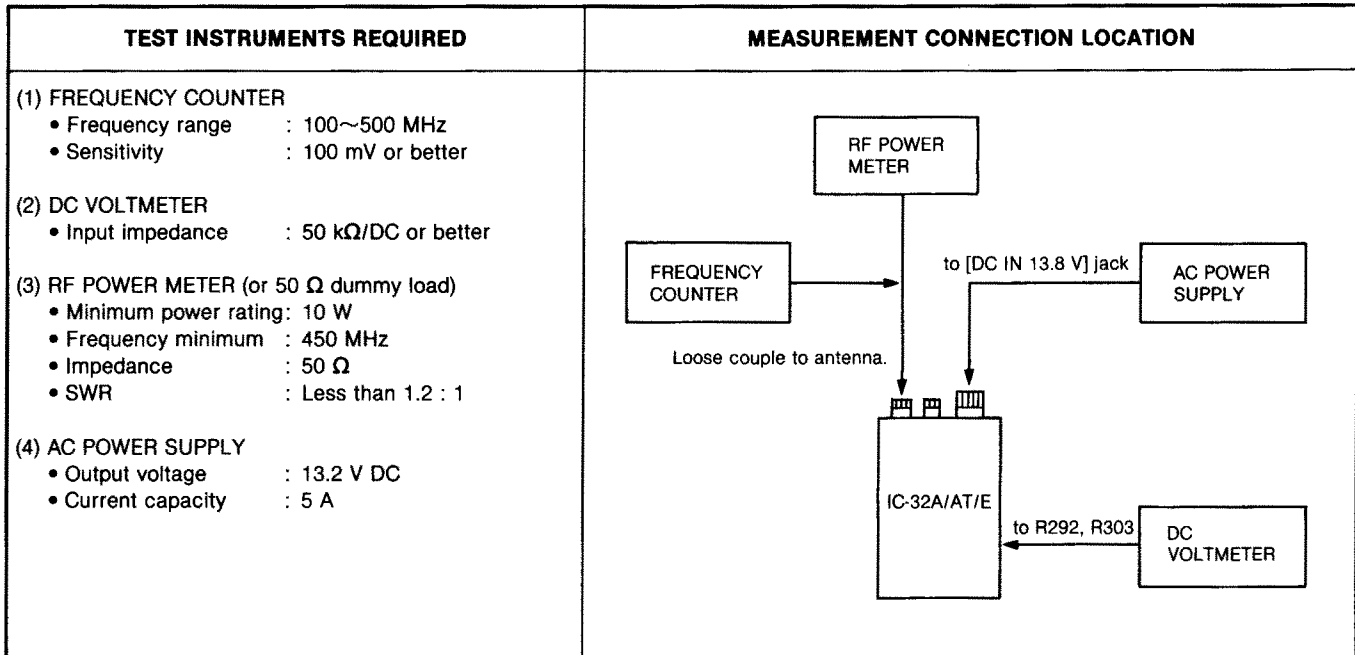 TEST INSTRUMENTS REQUIRED
(1) FREQUENCY COUNTER
• Frequency range : 100~500 MHz
• Sensitivity : 100 mV or better
(2) DC VOLTMETER
• Input impedance : 50 kΩ/DC or better
(3) RF POWER METER (or 50 Ω dummy load)
• Minimum power rating: 10 W
• Frequency minimum : 450 MHz
• Impedance : 50 Ω
• SWR : Less than 1.2 : 1
(4) AC POWER SUPPLY
• Output voltage : 13.2 V DC
• Current capacity : 5 A
MEASUREMENT CONNECTION LOCATION
RF POWER
METER
FREQUENCY
COUNTER
to [DC IN 13.8 V] jack
AC POWER
SUPPLY
Loose couple to antenna.
IC-32A/AT/E
to R292, R303
DC
VOLTMETER